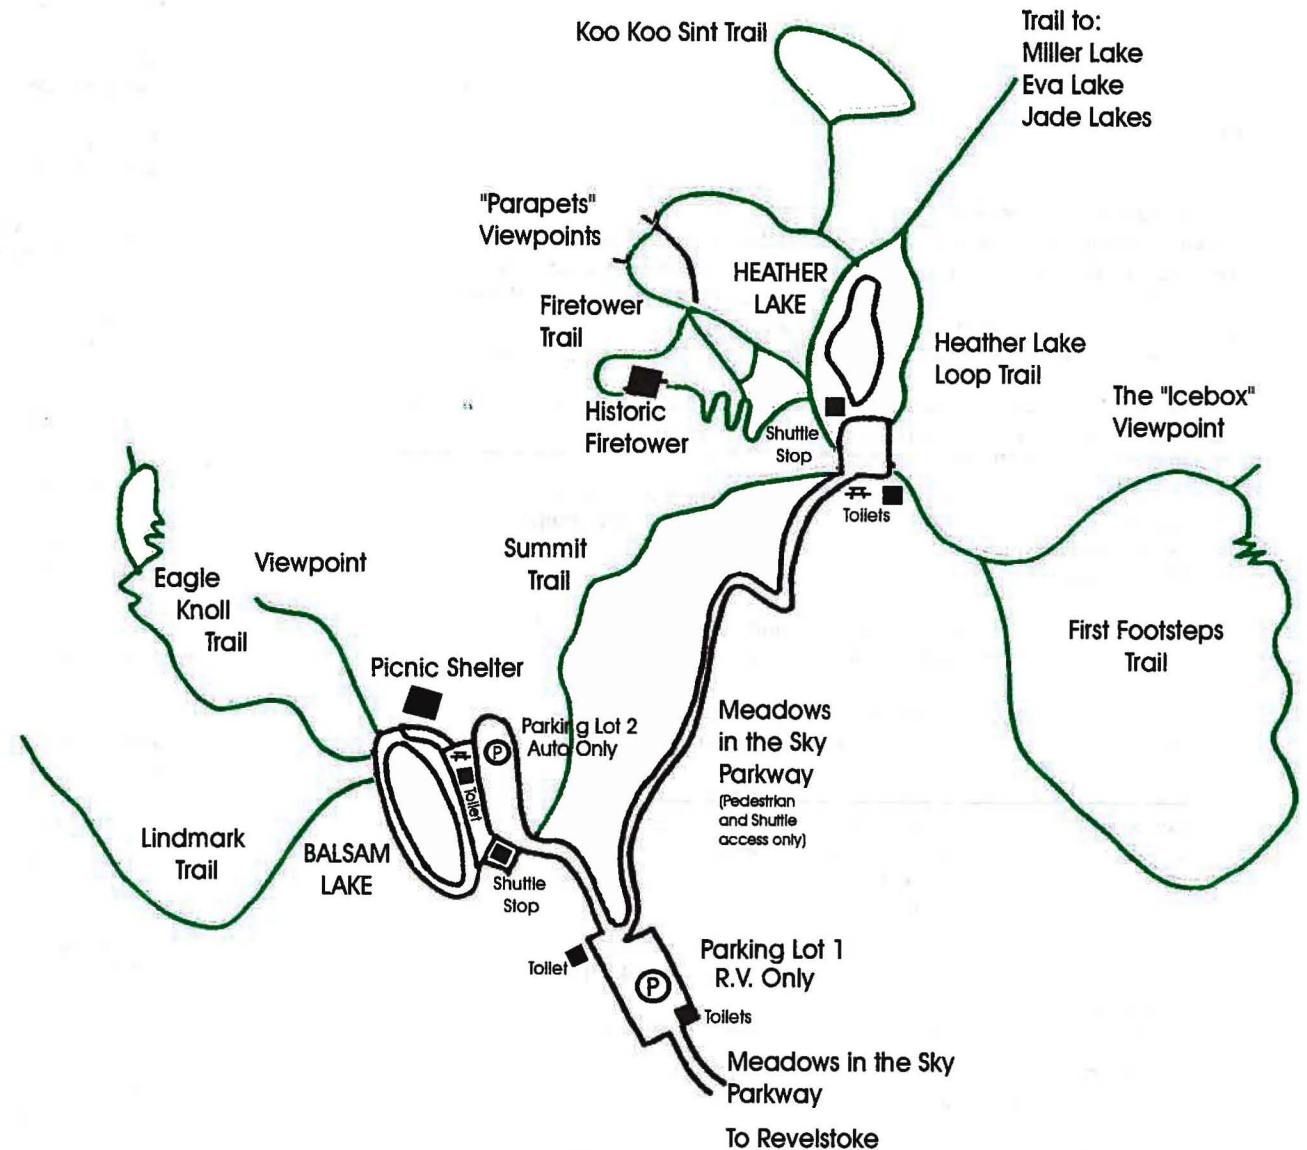 Koo Koo Sint Trail
Trail to:
Miller Lake
Eva Lake
Jade Lakes
"Parapets"
Viewpoints
HEATHER
LAKE
Firetower
Trail
Heather Lake
Loop Trail
Historic
Firetower
Shuttle
Stop
The "Icebox"
Viewpoint
Toilets
Summit
Trail
Viewpoint
Eagle
Knoll
Trail
First Footsteps
Trail
Picnic Shelter
Parking Lot 2
Auto Only
P
Toilet
Meadows
in the Sky
Parkway
(Pedestrian
and Shuttle
access only)
Lindmark
Trail
BALSAM
LAKE
Shuttle
Stop
Toilet
Parking Lot 1
R.V. Only
P
Toilets
Meadows in the Sky
Parkway
To Revelstoke